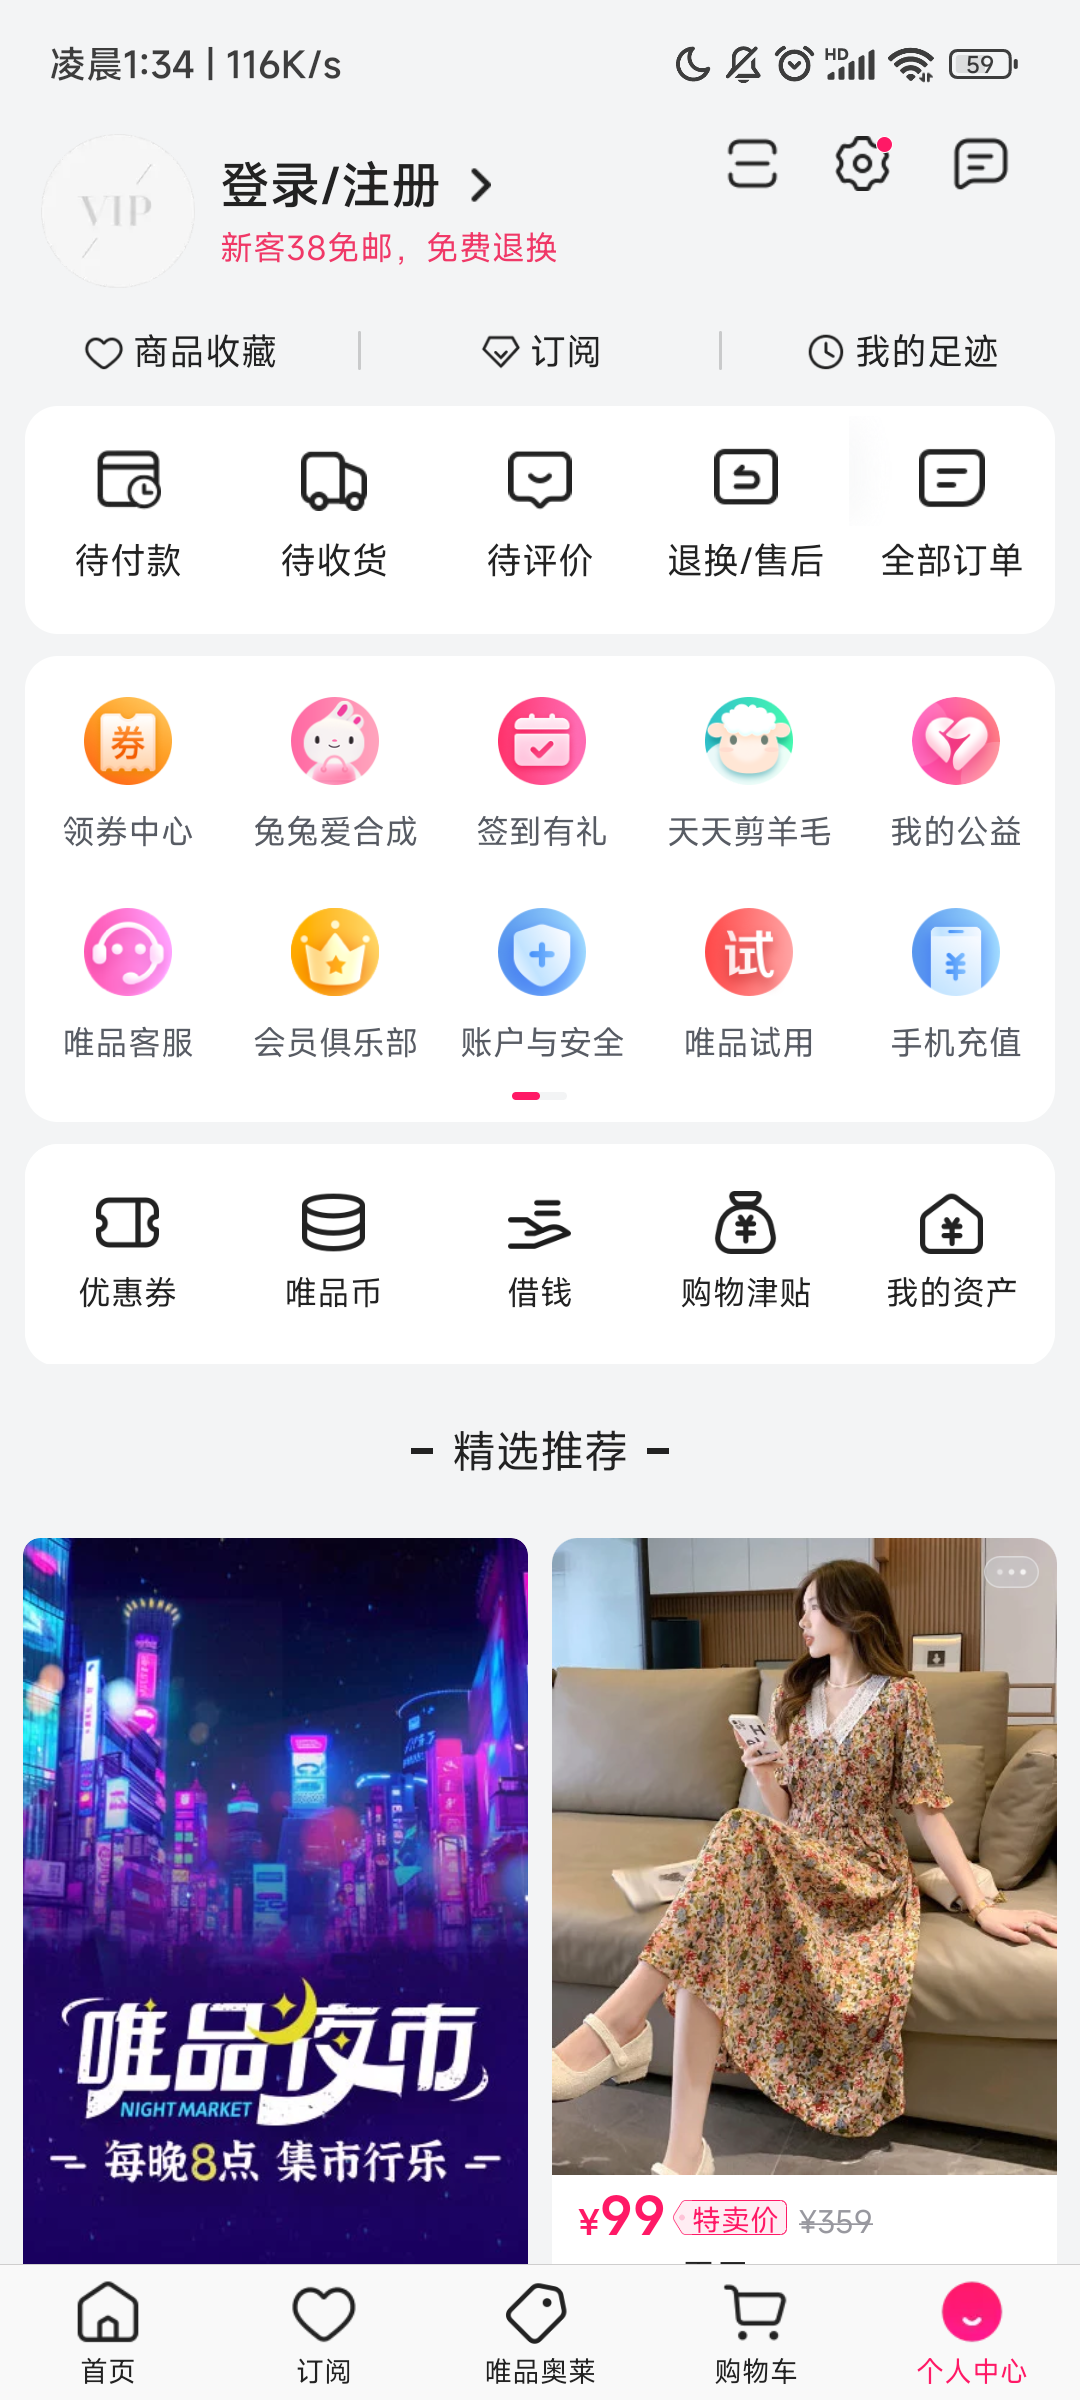 凌晨1:34 | 116K/s
HD
59
VIP
登录/注册
新客38免邮，免费退换
商品收藏
订阅
我的足迹
待付款
待收货
待评价
退换/售后
全部订单
券
领券中心
兔兔爱合成
签到有礼
天天剪羊毛
我的公益
试
唯品客服
会员俱乐部
账户与安全
唯品试用
手机充值
优惠券
唯品币
借钱
购物津贴
我的资产
精选推荐
唯品夜市
NIGHT MARKET
每晚8点 集市行乐
¥99
特卖价
¥359
首页
订阅
唯品奥莱
购物车
个人中心